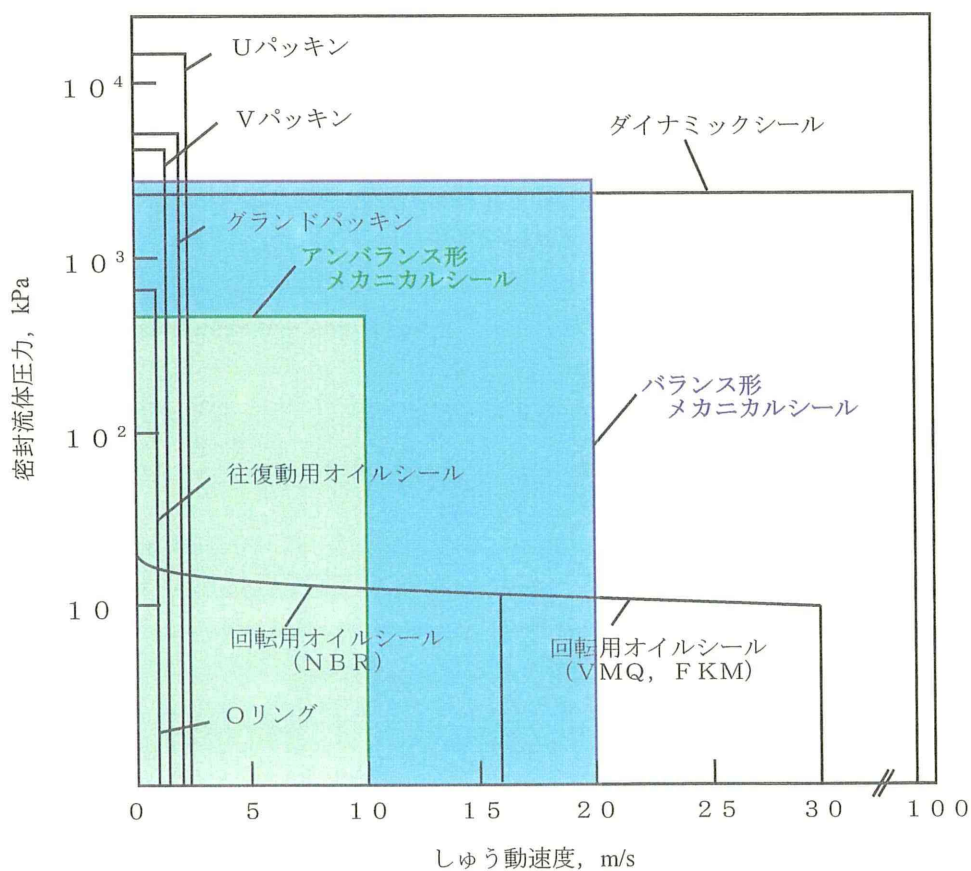 Uパッキン
10⁴
Vパッキン
ダイナミックシール
グランドパッキン
10³
アンバランス形
メカニカルシール
密封流体圧力, kPa
バランス形
メカニカルシール
10²
往復動用オイルシール
10
回転用オイルシール
(NBR)
回転用オイルシール
(VMQ, FKM)
Oリング
0 5 10 15 20 25 30 100
しゅう動速度, m/s